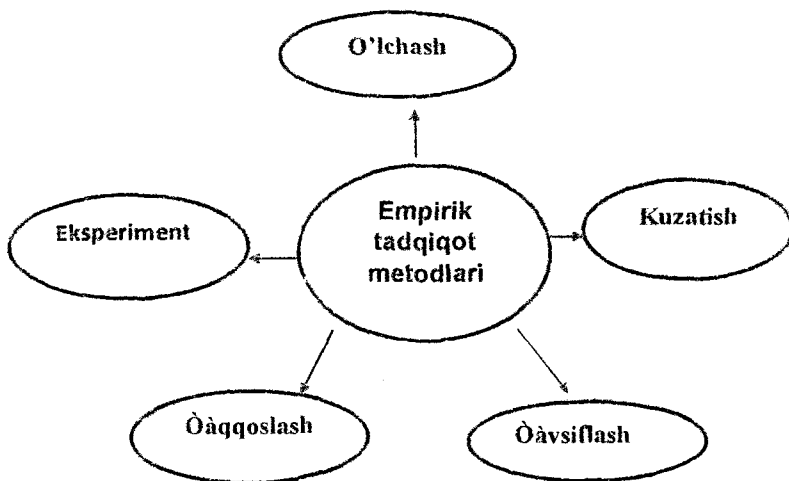 O'lchash
Empirik
tadqiqot
metodlari
Kuzatish
Eksperiment
Òàqqoslash
Òàvsiflash